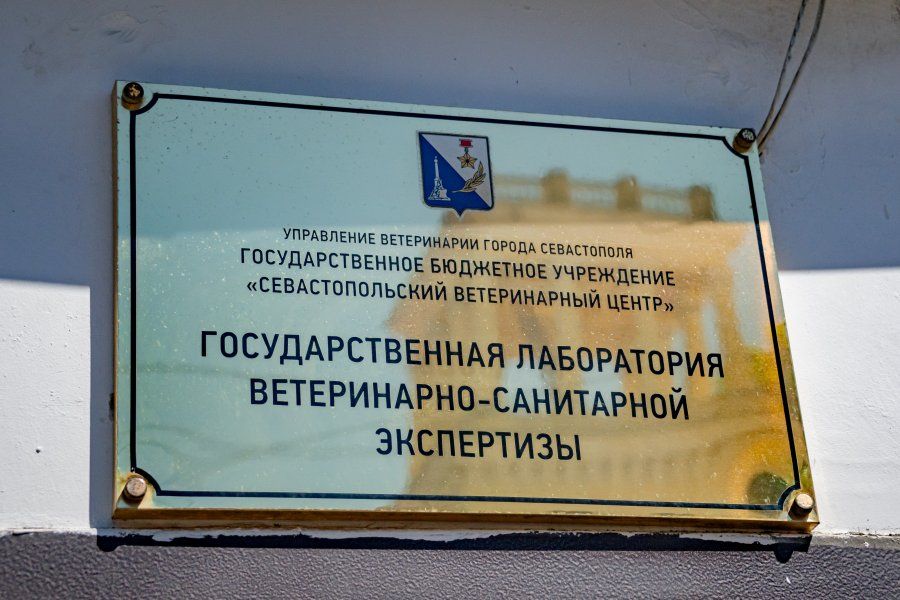 УПРАВЛЕНИЕ ВЕТЕРИНАРИИ ГОРОДА СЕВАСТОПОЛЯ
ГОСУДАРСТВЕННОЕ БЮДЖЕТНОЕ УЧРЕЖДЕНИЕ
«СЕВАСТОПОЛЬСКИЙ ВЕТЕРИНАРНЫЙ ЦЕНТР»
ГОСУДАРСТВЕННАЯ ЛАБОРАТОРИЯ
ВЕТЕРИНАРНО-САНИТАРНОЙ
ЭКСПЕРТИЗЫ